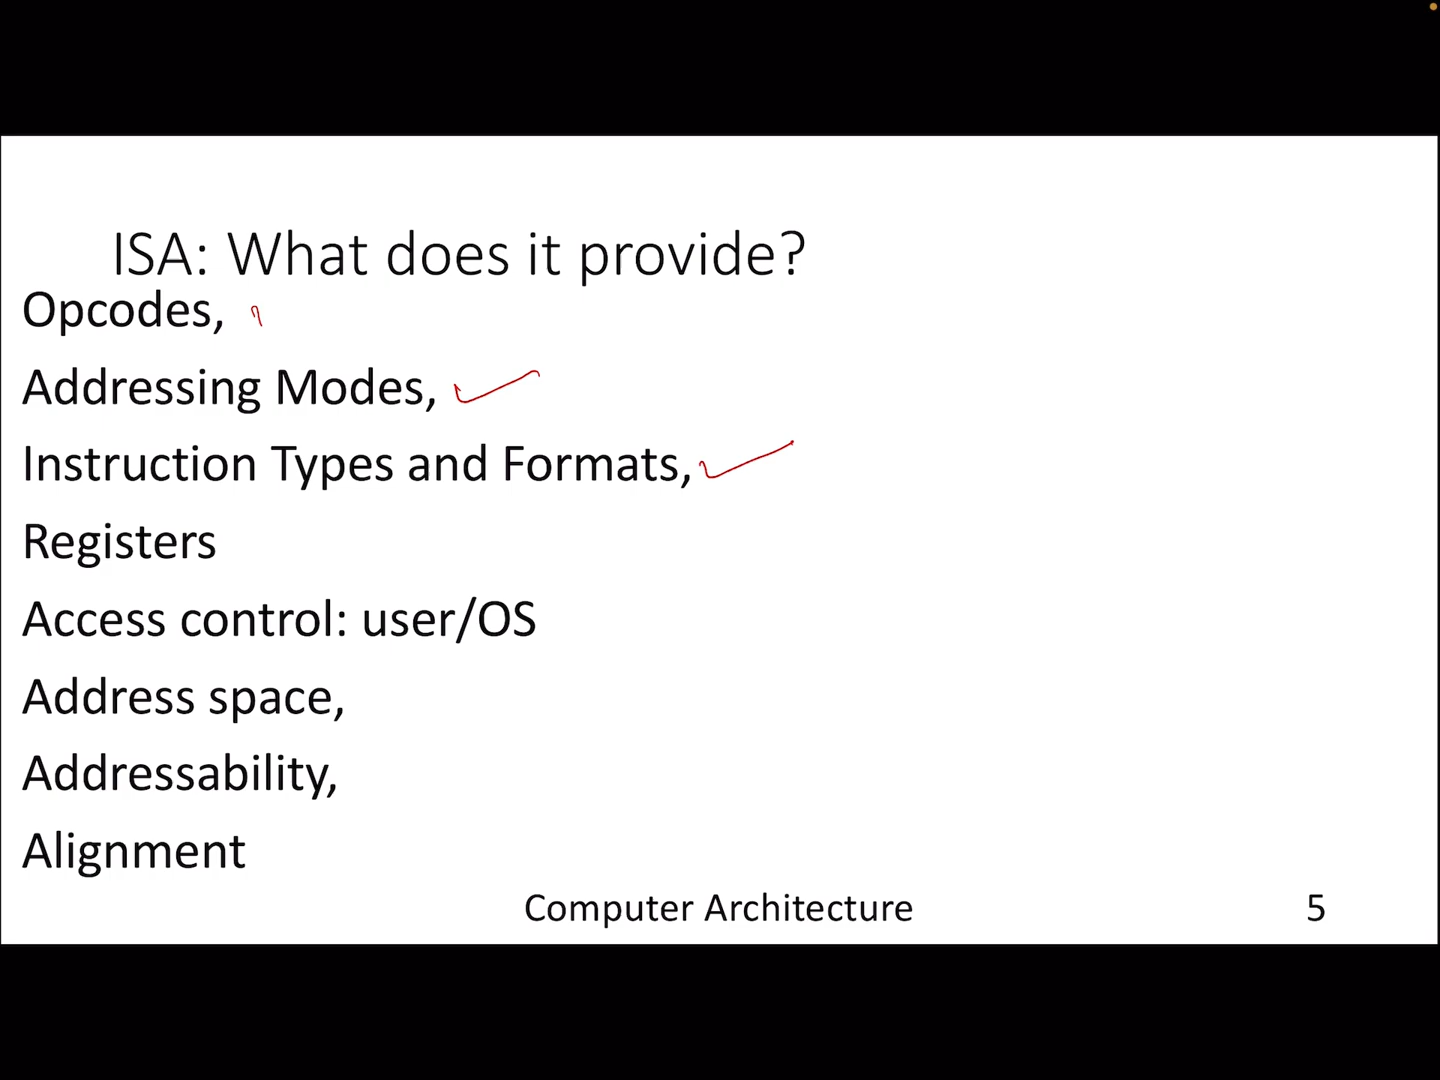 ISA: What does it provide?
Opcodes,
Addressing Modes,
Instruction Types and Formats,
Registers
Access control: user/OS
Address space,
Addressability,
Alignment
Computer Architecture
5